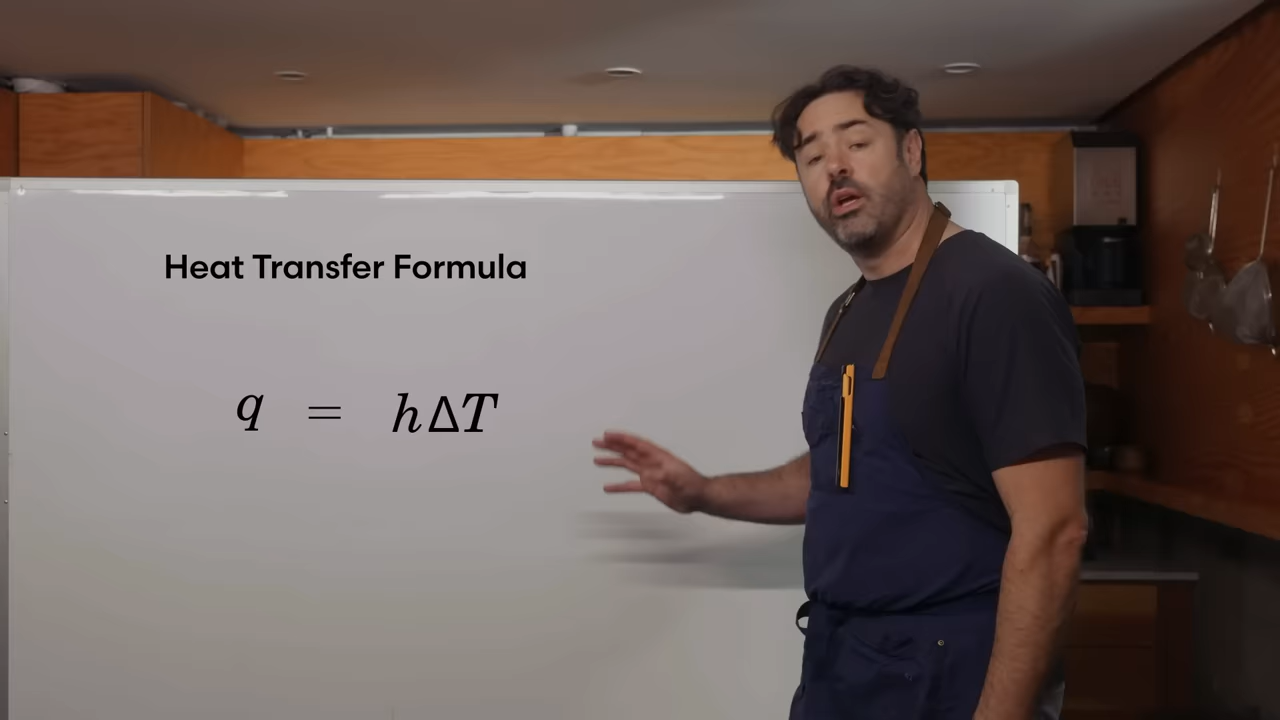 Heat Transfer Formula
q = hΔT